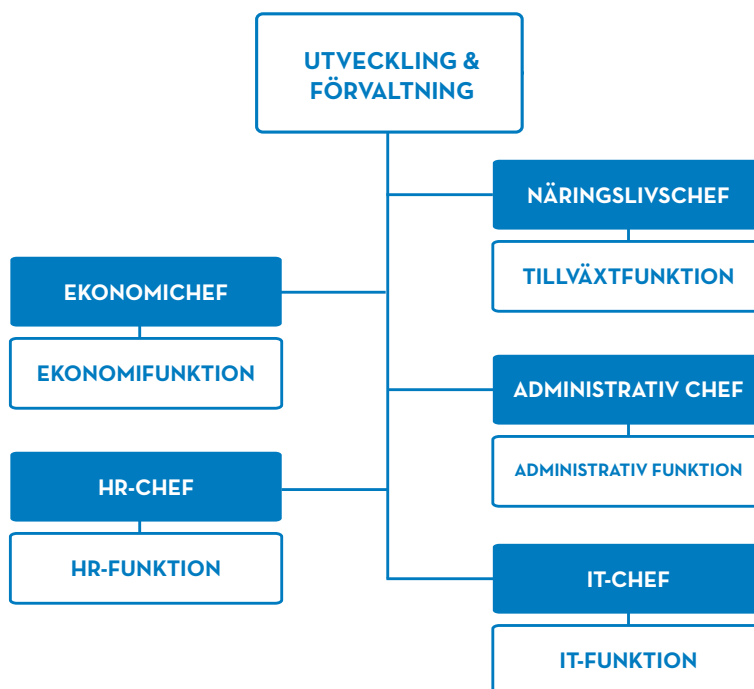 UTVECKLING &
FÖRVALTNING
NÄRINGSLIVSCHEF
TILLVÄXTFUNKTION
EKONOMICHEF
EKONOMIFUNKTION
ADMINISTRATIV CHEF
ADMINISTRATIV FUNKTION
HR-CHEF
HR-FUNKTION
IT-CHEF
IT-FUNKTION